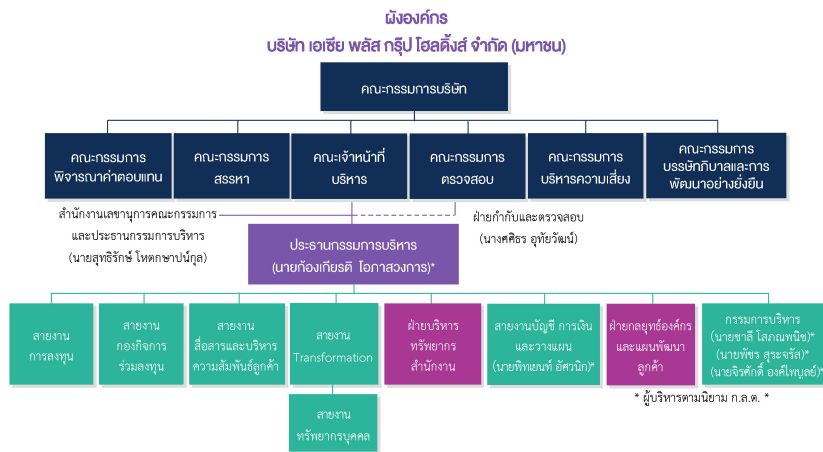 ผังองค์กร
บริษัท เอเซีย พลัส กรุ๊ป โฮลดิ้งส์ จำกัด (มหาชน)
คณะกรรมการบริษัท
คณะกรรมการ
พิจารณาค่าตอบแทน
คณะกรรมการ
สรรหา
คณะเจ้าหน้าที่
บริหาร
คณะกรรมการ
ตรวจสอบ
คณะกรรมการ
บริหารความเสี่ยง
คณะกรรมการ
บรรษัทภิบาลและการ
พัฒนาอย่างยั่งยืน
สำนักงานเลขานุการคณะกรรมการ
และประธานกรรมการบริหาร
(นายสุทธิรักษ์ โหตกษาปน์กุล)
ฝ่ายกำกับและตรวจสอบ
(นางศศิธร อุทัยวัฒน์)
ประธานกรรมการบริหาร
(นายก้องเกียรติ โอภาสวงการ)*
สายงาน
การลงทุน
สายงาน
กองกิจการ
ร่วมลงทุน
สายงาน
สื่อสารและบริหาร
ความสัมพันธ์ลูกค้า
สายงาน
Transformation
ฝ่ายบริหาร
ทรัพยากร
สำนักงาน
สายงานบัญชี การเงิน
และวางแผน
(นายพิทเยนท์ อัศวนิก)*
ฝ่ายกลยุทธ์องค์กร
และแผนพัฒนา
ลูกค้า
กรรมการบริหาร
(นายชาลี โสภณพนิช)*
(นายพัชร สุระจรัส)*
(นายจิรศักดิ์ องค์ไพบูลย์)*
สายงาน
ทรัพยากรบุคคล
* ผู้บริหารตามนิยาม ก.ล.ต. *